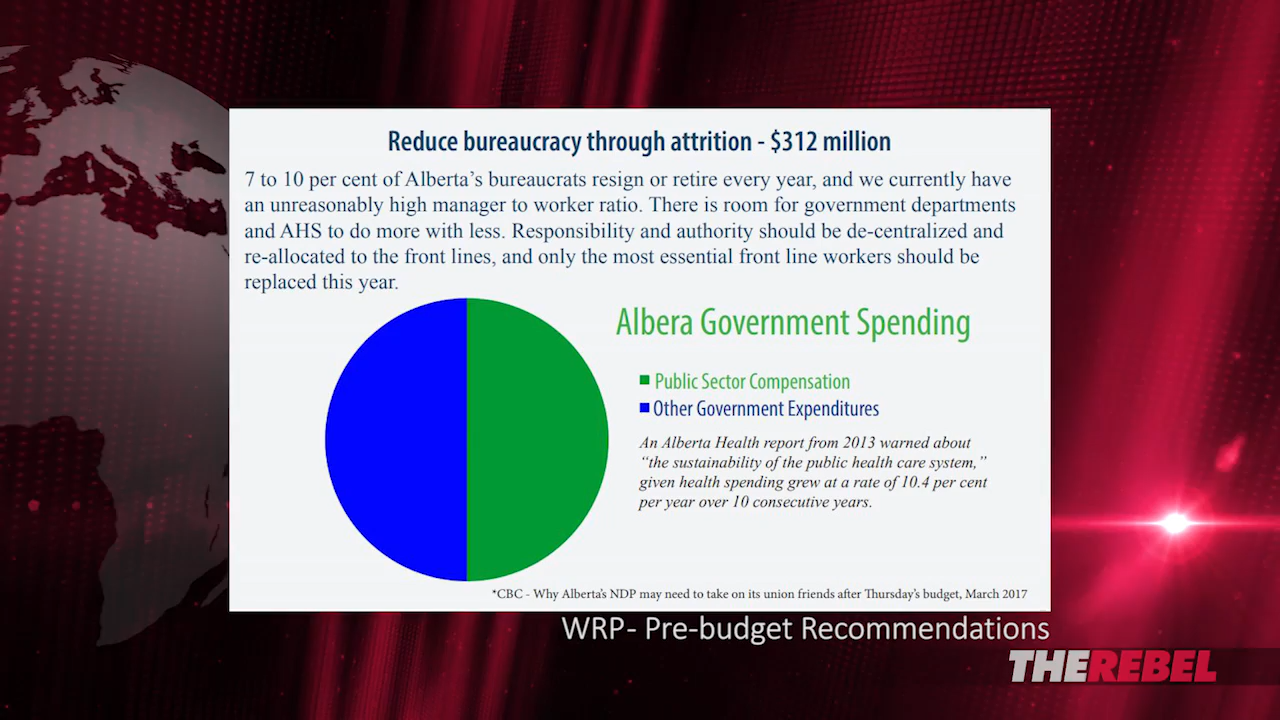 Reduce bureaucracy through attrition - $312 million
7 to 10 per cent of Alberta’s bureaucrats resign or retire every year, and we currently have
an unreasonably high manager to worker ratio. There is room for government departments
and AHS to do more with less. Responsibility and authority should be de-centralized and
re-allocated to the front lines, and only the most essential front line workers should be
replaced this year.
Albera Government Spending
Public Sector Compensation
Other Government Expenditures
An Alberta Health report from 2013 warned about
“the sustainability of the public health care system,”
given health spending grew at a rate of 10.4 per cent
per year over 10 consecutive years.
*CBC - Why Alberta’s NDP may need to take on its union friends after Thursday’s budget, March 2017
WRP- Pre-budget Recommendations
THEREBEL